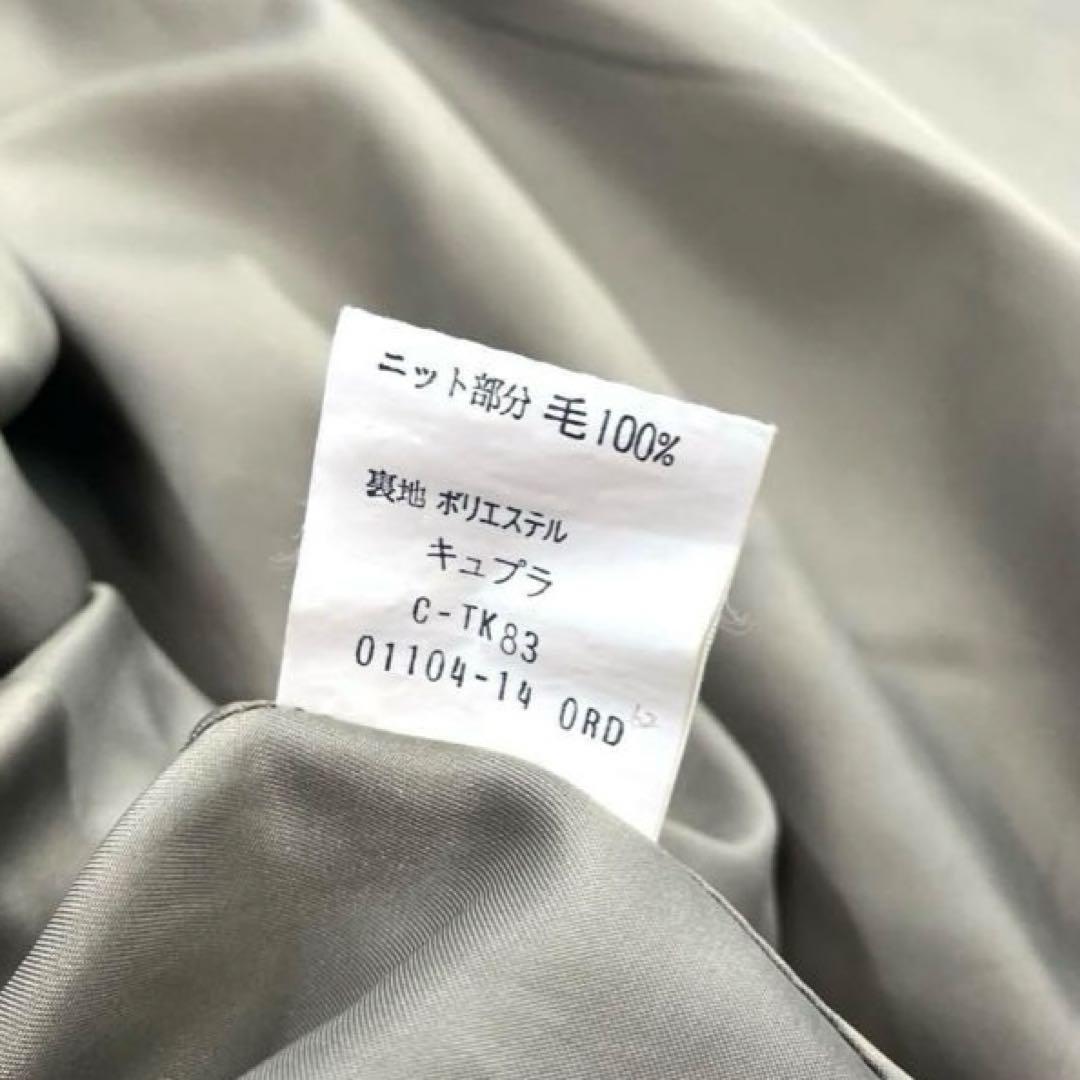 ニット部分 毛100%
裏地 ポリエステル
キュプラ
C-TK83
01104-14 ORD